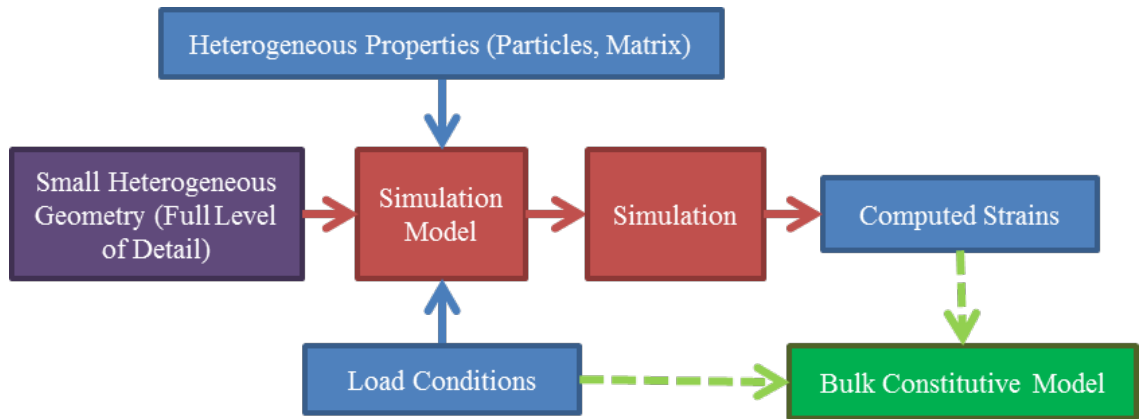 Heterogeneous Properties (Particles, Matrix)
Small Heterogeneous
Geometry (Full Level
of Detail)
Simulation
Model
Simulation
Computed Strains
Load Conditions
Bulk Constitutive Model